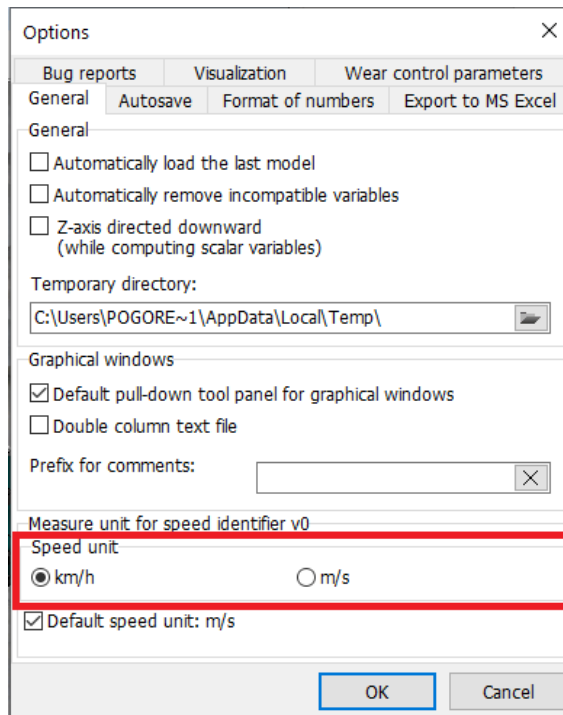 Options
Bug reports Visualization Wear control parameters
General Autosave Format of numbers Export to MS Excel
General
Automatically load the last model
Automatically remove incompatible variables
Z-axis directed downward
(while computing scalar variables)
Temporary directory:
C:\Users\POGORE~1\AppData\Local\Temp\
Graphical windows
Default pull-down tool panel for graphical windows
Double column text file
Prefix for comments:
Measure unit for speed identifier v0
Speed unit
km/h m/s
Default speed unit: m/s
OK Cancel